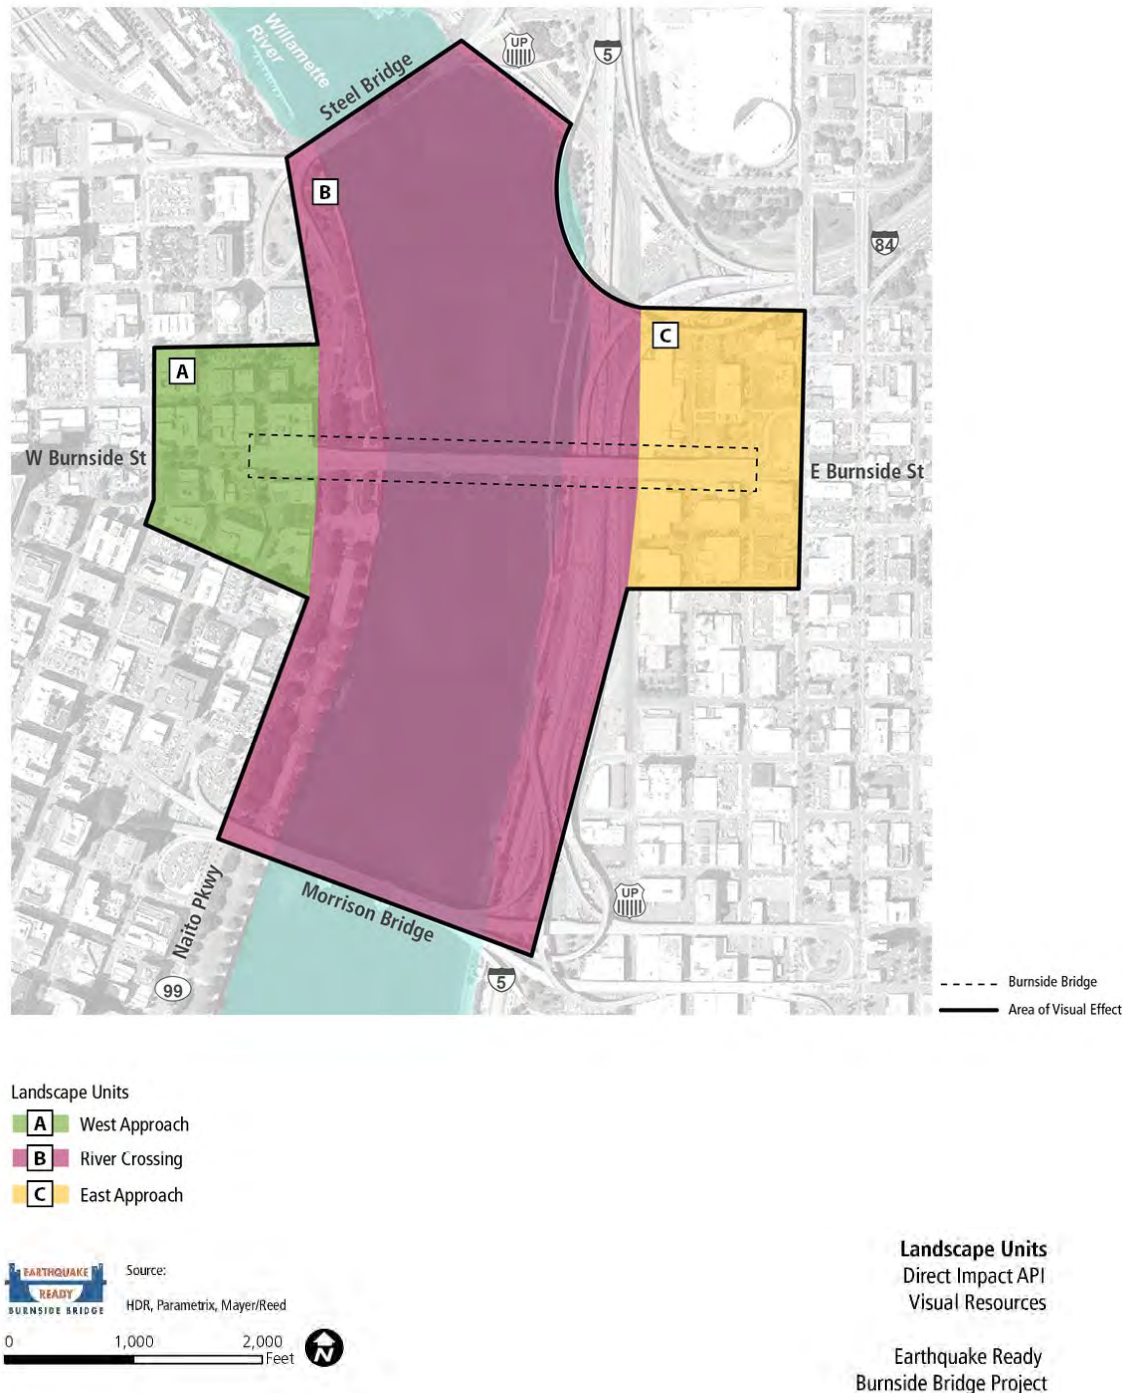 Willamette
River
Steel Bridge
UP
5
B
84
A
C
W Burnside St
E Burnside St
Naito Pkwy
Morrison Bridge
UP
99
5
Burnside Bridge
Area of Visual Effect
Landscape Units
A West Approach
B River Crossing
C East Approach
EARTHQUAKE
READY
BURNSIDE BRIDGE
Source:
HDR, Parametrix, Mayer/Reed
0 1,000 2,000
Feet
N
Landscape Units
Direct Impact API
Visual Resources
Earthquake Ready
Burnside Bridge Project